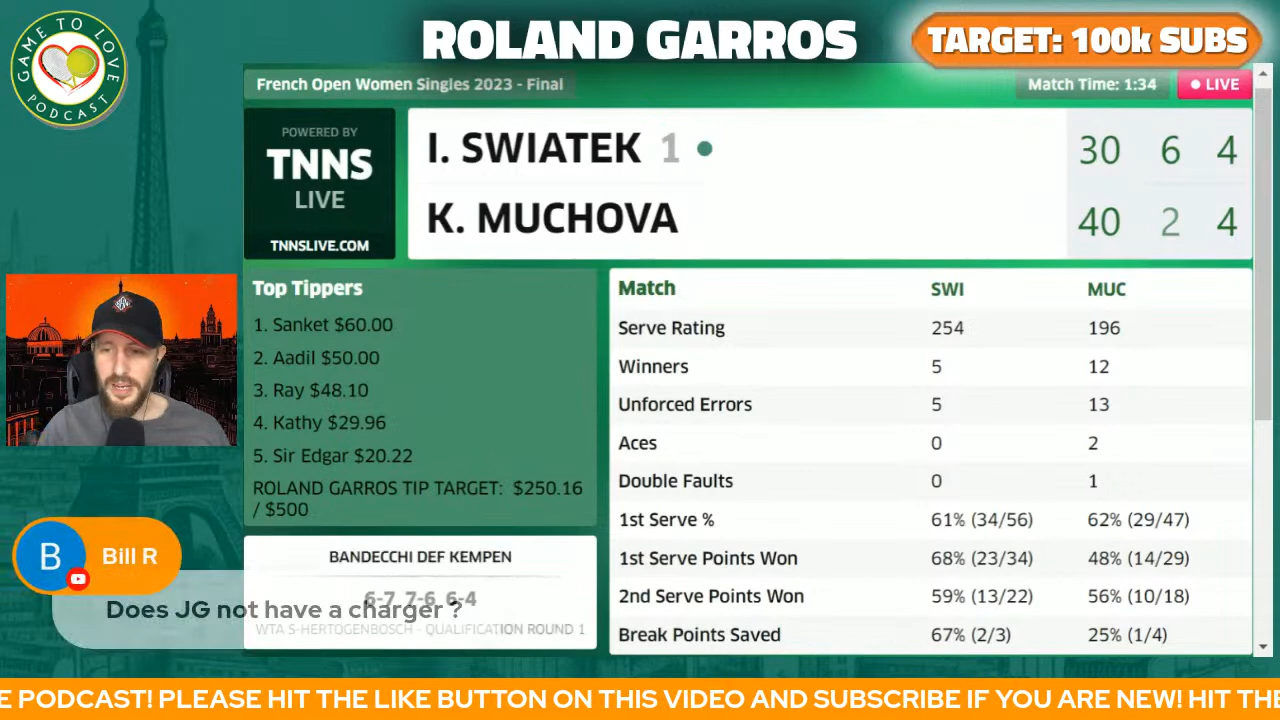 GAME TO LOVE
PODCAST
ROLAND GARROS
TARGET: 100k SUBS
French Open Women Singles 2023 - Final
Match Time: 1:34
LIVE
POWERED BY
TNNS
LIVE
TNNSLIVE.COM
I. SWIATEK 1 30 6 4
K. MUCHOVA 40 2 4
Top Tippers
1. Sanket $60.00
2. Aadil $50.00
3. Ray $48.10
4. Kathy $29.96
5. Sir Edgar $20.22
ROLAND GARROS TIP TARGET: $250.16
/ $500
Match SWI MUC
Serve Rating 254 196
Winners 5 12
Unforced Errors 5 13
Aces 0 2
Double Faults 0 1
1st Serve % 61% (34/56) 62% (29/47)
1st Serve Points Won 68% (23/34) 48% (14/29)
2nd Serve Points Won 59% (13/22) 56% (10/18)
Break Points Saved 67% (2/3) 25% (1/4)
BANDECCHI DEF KEMPEN
6-7 7-6 6-4
WTA S-HERTOGENBOSCH - QUALIFICATION ROUND 1
B Bill R
Does JG not have a charger ?
E PODCAST! PLEASE HIT THE LIKE BUTTON ON THIS VIDEO AND SUBSCRIBE IF YOU ARE NEW! HIT THE